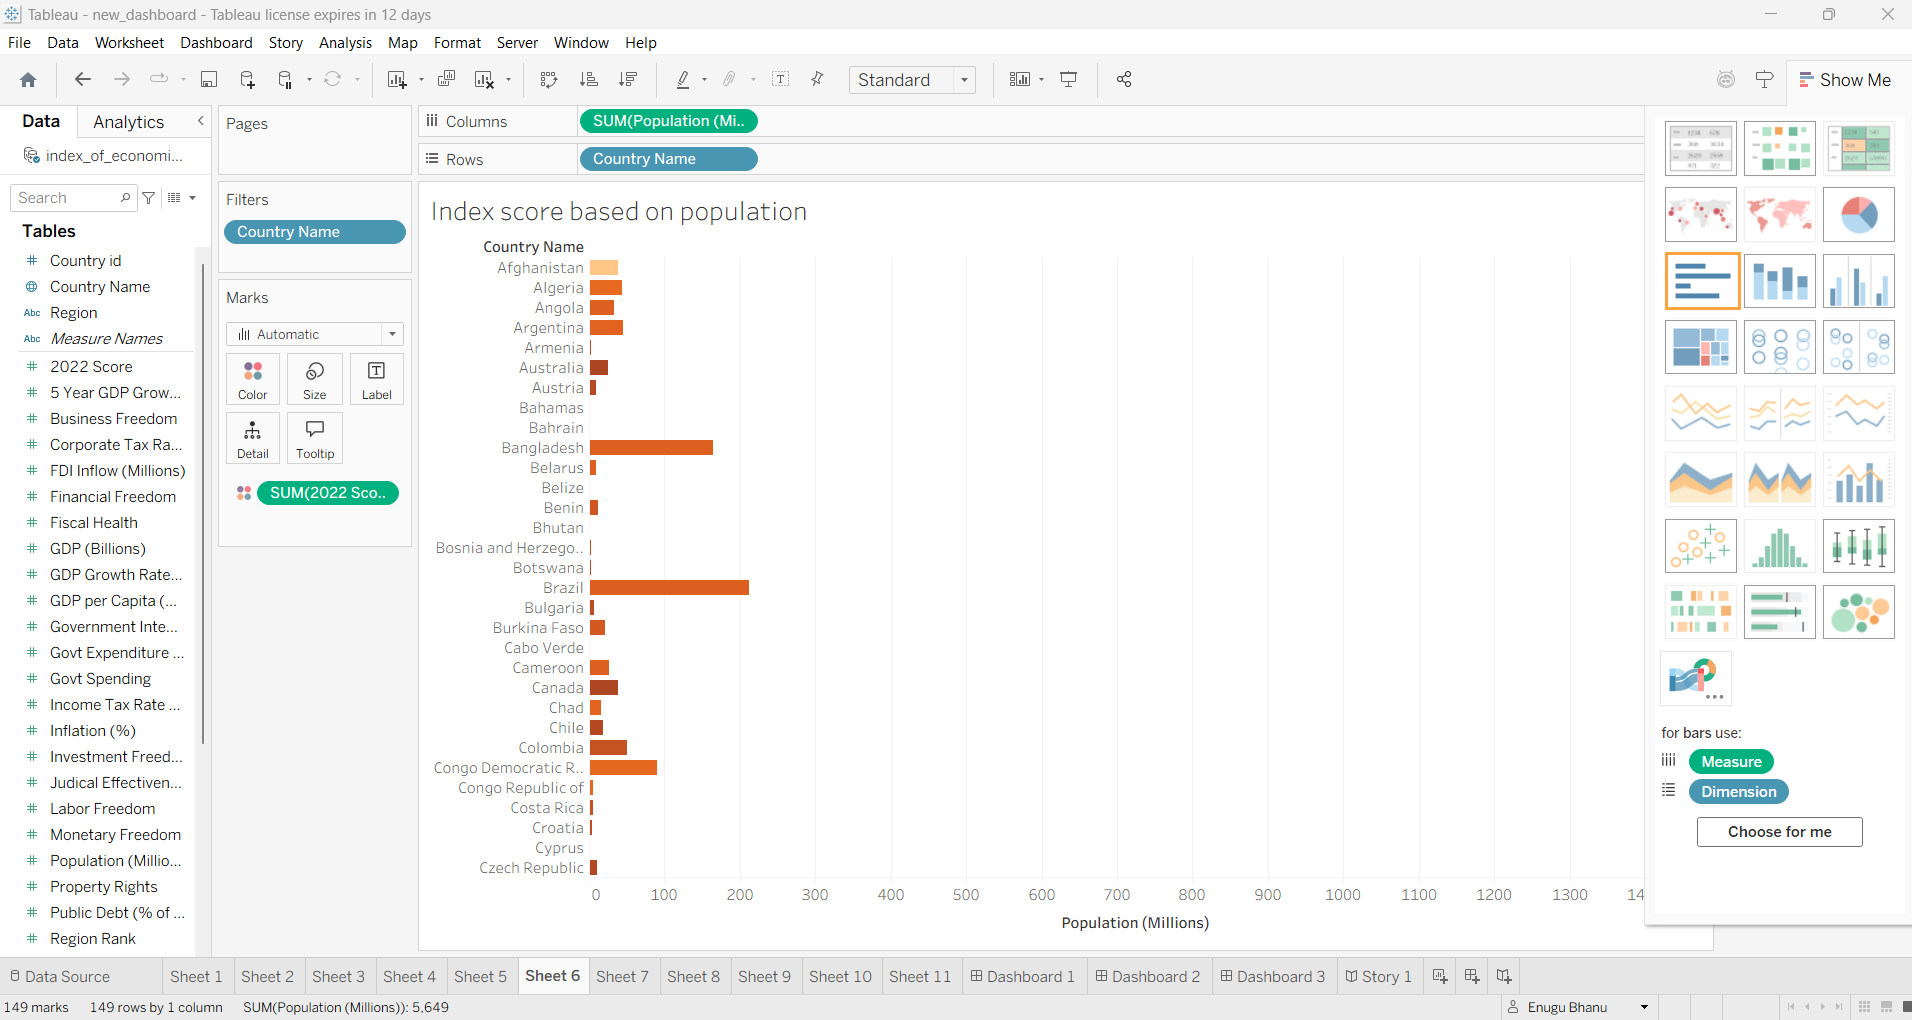 Tableau - new_dashboard - Tableau license expires in 12 days
File Data Worksheet Dashboard Story Analysis Map Format Server Window Help
Standard
Show Me
Data Analytics
index_of_economi...
Search
Tables
Country id
Country Name
Abc Region
Abc Measure Names
2022 Score
5 Year GDP Grow...
Business Freedom
Corporate Tax Ra...
FDI Inflow (Millions)
Financial Freedom
Fiscal Health
GDP (Billions)
GDP Growth Rate...
GDP per Capita (...
Government Inte...
Govt Expenditure ...
Govt Spending
Income Tax Rate ...
Inflation (%)
Investment Freed...
Judical Effectiven...
Labor Freedom
Monetary Freedom
Population (Millio...
Property Rights
Public Debt (% of ...
Region Rank
Pages
Filters
Country Name
Marks
Automatic
Color Size Label
Detail Tooltip
SUM(2022 Sco..
Columns SUM(Population (Mi..
Rows Country Name
Index score based on population
Country Name
Afghanistan
Algeria
Angola
Argentina
Armenia
Australia
Austria
Bahamas
Bahrain
Bangladesh
Belarus
Belize
Benin
Bhutan
Bosnia and Herzego..
Botswana
Brazil
Bulgaria
Burkina Faso
Cabo Verde
Cameroon
Canada
Chad
Chile
Colombia
Congo Democratic R..
Congo Republic of
Costa Rica
Croatia
Cyprus
Czech Republic
0 100 200 300 400 500 600 700 800 900 1000 1100 1200 1300 14
Population (Millions)
for bars use:
Measure
Dimension
Choose for me
Data Source Sheet 1 Sheet 2 Sheet 3 Sheet 4 Sheet 5 Sheet 6 Sheet 7 Sheet 8 Sheet 9 Sheet 10 Sheet 11 Dashboard 1 Dashboard 2 Dashboard 3 Story 1
149 marks 149 rows by 1 column SUM(Population (Millions)): 5,649
Enugu Bhanu